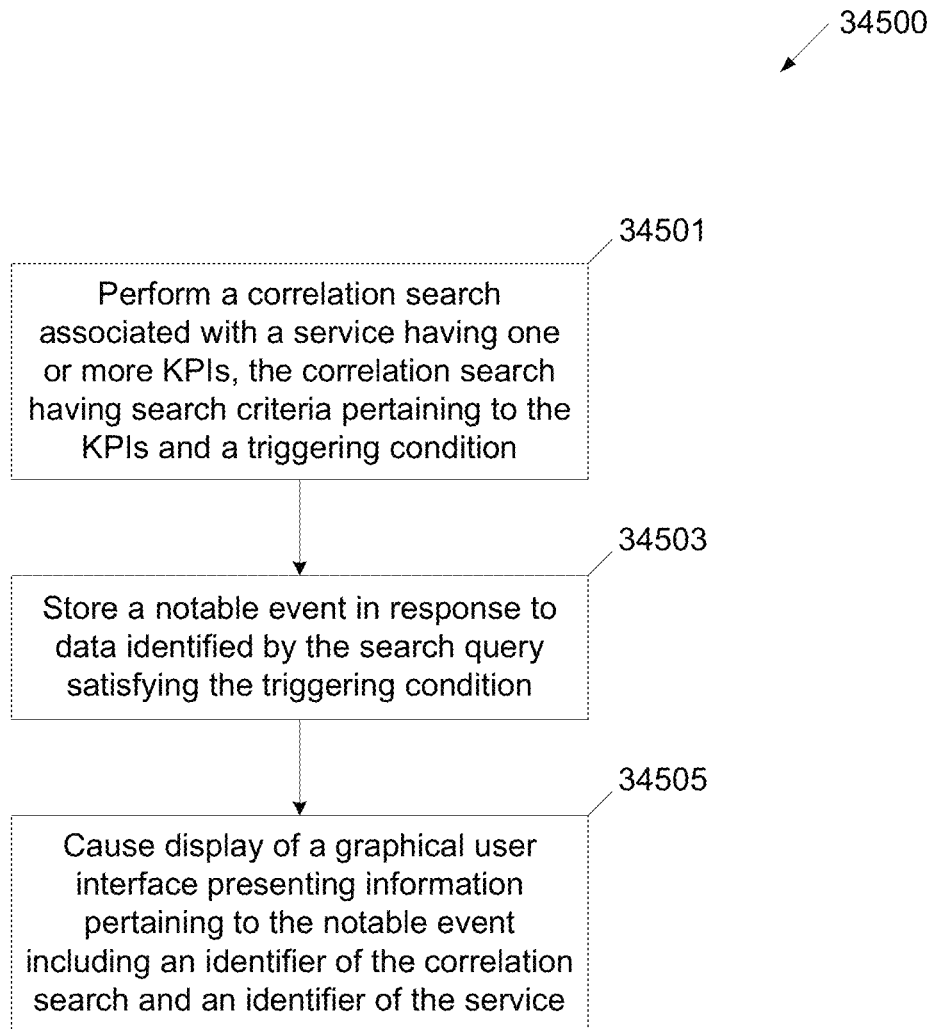 34500
34501
Perform a correlation search
associated with a service having one
or more KPIs, the correlation search
having search criteria pertaining to the
KPIs and a triggering condition
34503
Store a notable event in response to
data identified by the search query
satisfying the triggering condition
34505
Cause display of a graphical user
interface presenting information
pertaining to the notable event
including an identifier of the correlation
search and an identifier of the service